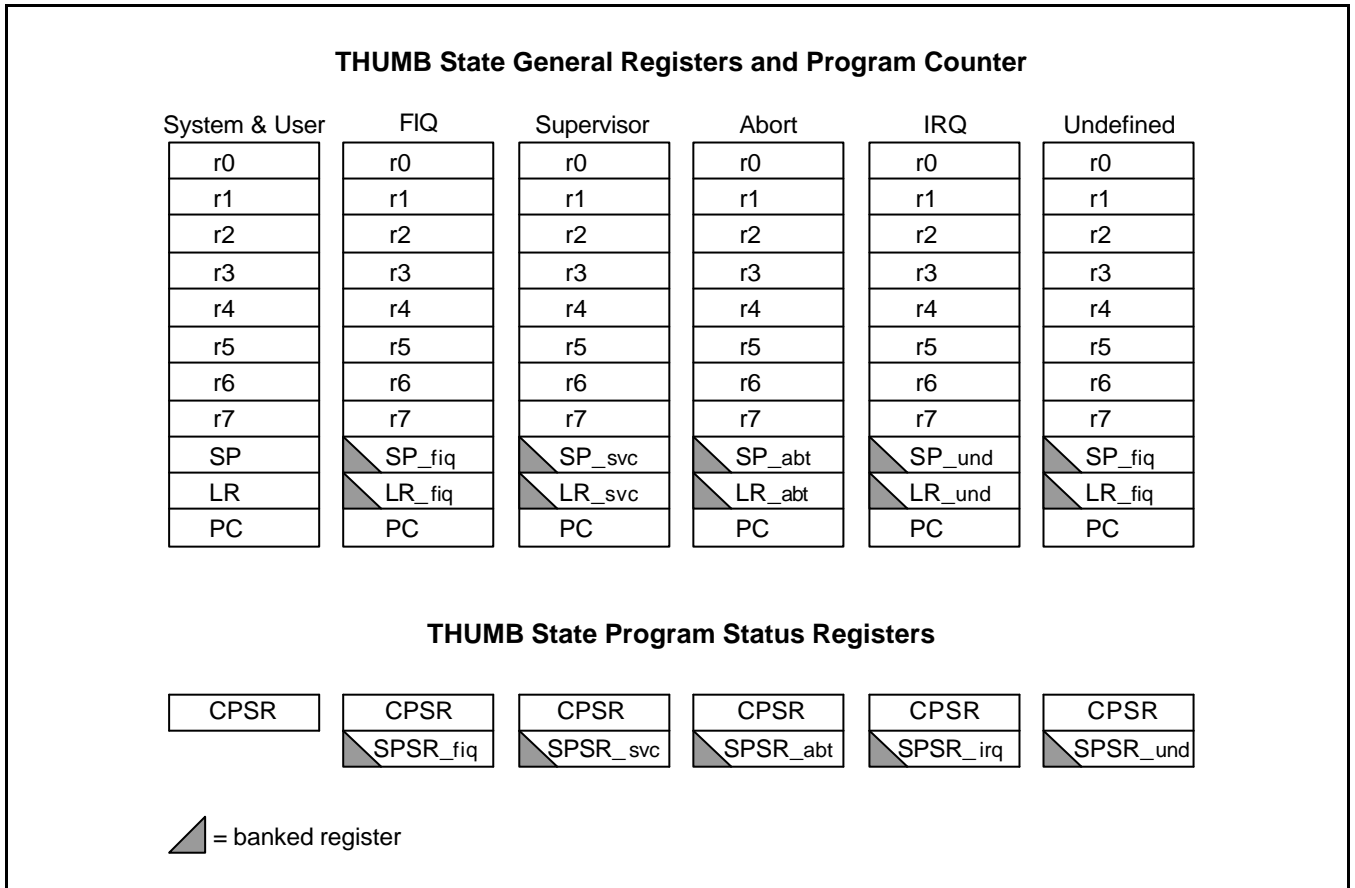 THUMB State General Registers and Program Counter
System & User FIQ Supervisor Abort IRQ Undefined
r0 r0 r0 r0 r0 r0
r1 r1 r1 r1 r1 r1
r2 r2 r2 r2 r2 r2
r3 r3 r3 r3 r3 r3
r4 r4 r4 r4 r4 r4
r5 r5 r5 r5 r5 r5
r6 r6 r6 r6 r6 r6
r7 r7 r7 r7 r7 r7
SP SP_fiq SP_svc SP_abt SP_und SP_fiq
LR LR_fiq LR_svc LR_abt LR_und LR_fiq
PC PC PC PC PC PC
THUMB State Program Status Registers
CPSR CPSR CPSR CPSR CPSR CPSR
SPSR_fiq SPSR_svc SPSR_abt SPSR_irq SPSR_und
= banked register